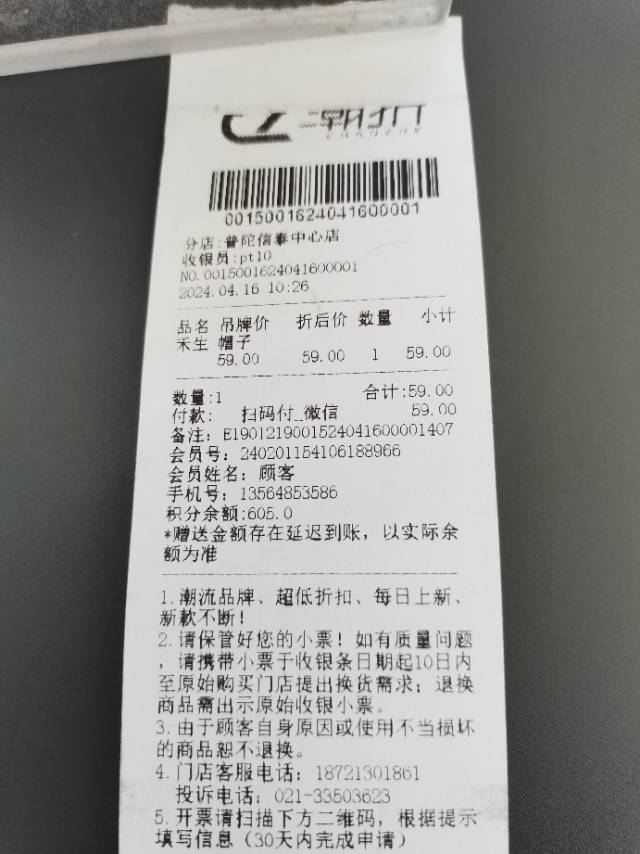 0015001624041600001
分店:普陀信泰中心店
收银员:pt10
NO.0015001624041600001
2024.04.16 10:26
品名 吊牌价 折后价 数量 小计
禾生 帽子
59.00 59.00 1 59.00
数量:1 合计:59.00
付款: 扫码付_微信 59.00
备注: E1901219001524041600001407
会员号: 240201154106188966
会员姓名: 顾客
手机号: 13564853586
积分余额:605.0
*赠送金额存在延迟到账，以实际余
额为准
1.潮流品牌、超低折扣、每日上新、
新款不断！
2.请保管好您的小票！如有质量问题
，请携带小票于收银条日期起10日内
至原始购买门店提出换货需求；退换
商品需出示原始收银小票。
3.由于顾客自身原因或使用不当损坏
的商品恕不退换。
4.门店客服电话: 18721301861
投诉电话: 021-33503623
5.开票请扫描下方二维码，根据提示
填写信息（30天内完成申请）